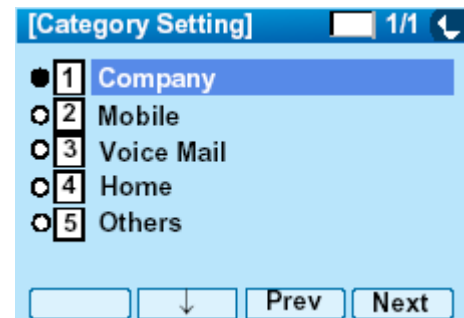 [Category Setting] 1/1
1 Company
2 Mobile
3 Voice Mail
4 Home
5 Others
↓ Prev Next